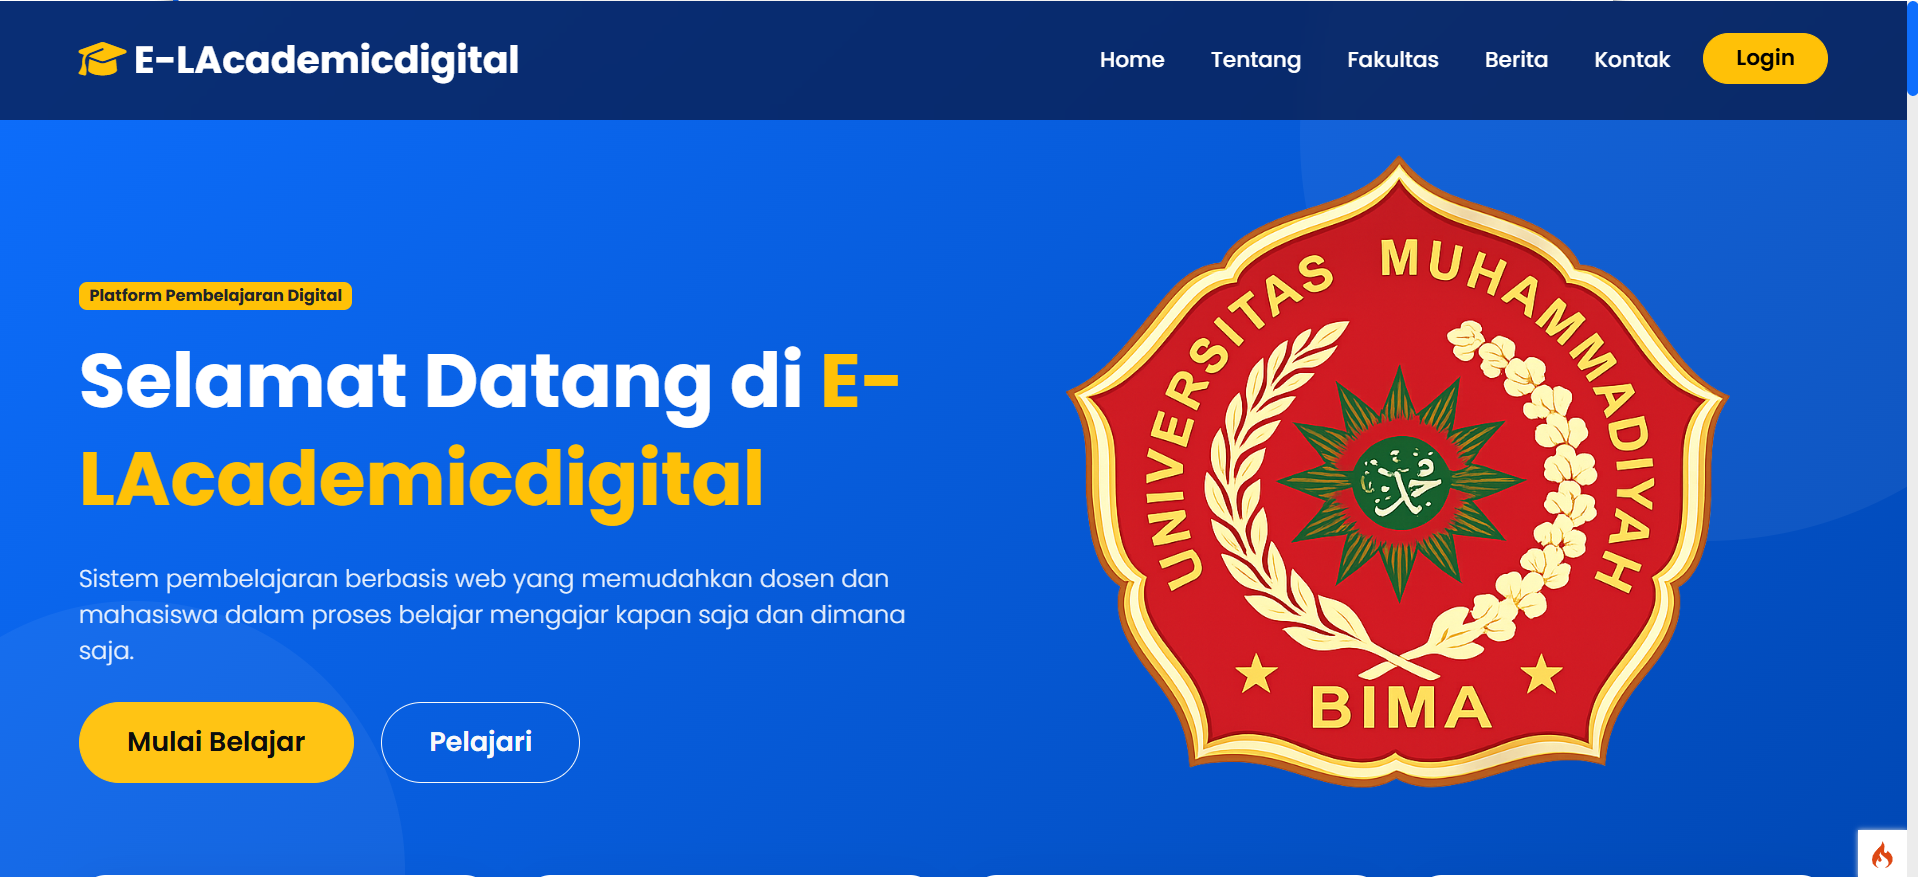 E-LAcademicdigital
Home
Tentang
Fakultas
Berita
Kontak
Login
Platform Pembelajaran Digital
Selamat Datang di E-
LAcademicdigital
Sistem pembelajaran berbasis web yang memudahkan dosen dan
mahasiswa dalam proses belajar mengajar kapan saja dan dimana
saja.
Mulai Belajar
Pelajari
UNIVERSITAS MUHAMMADIYAH
محمد
BIMA